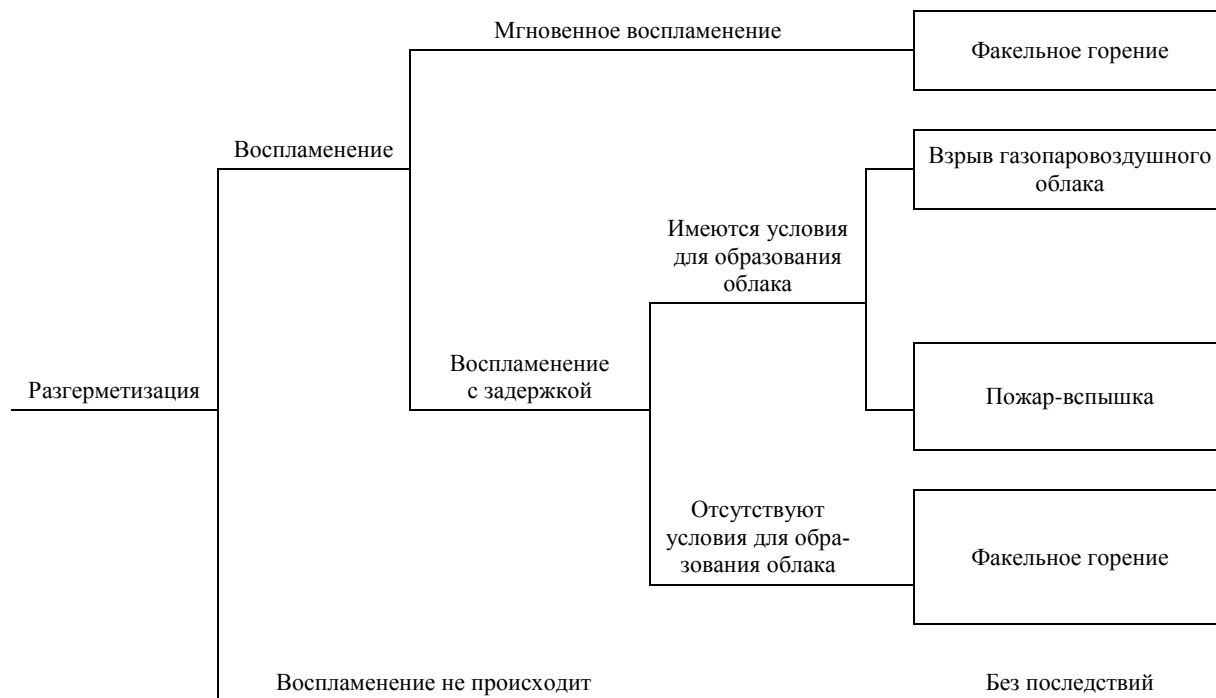 Мгновенное воспламенение
Факельное горение
Воспламенение
Взрыв газопаровоздушного
облака
Имеются условия
для образования
облака
Воспламенение
с задержкой
Разгерметизация
Пожар-вспышка
Отсутствуют
условия для обра-
зования облака
Факельное горение
Воспламенение не происходит
Без последствий